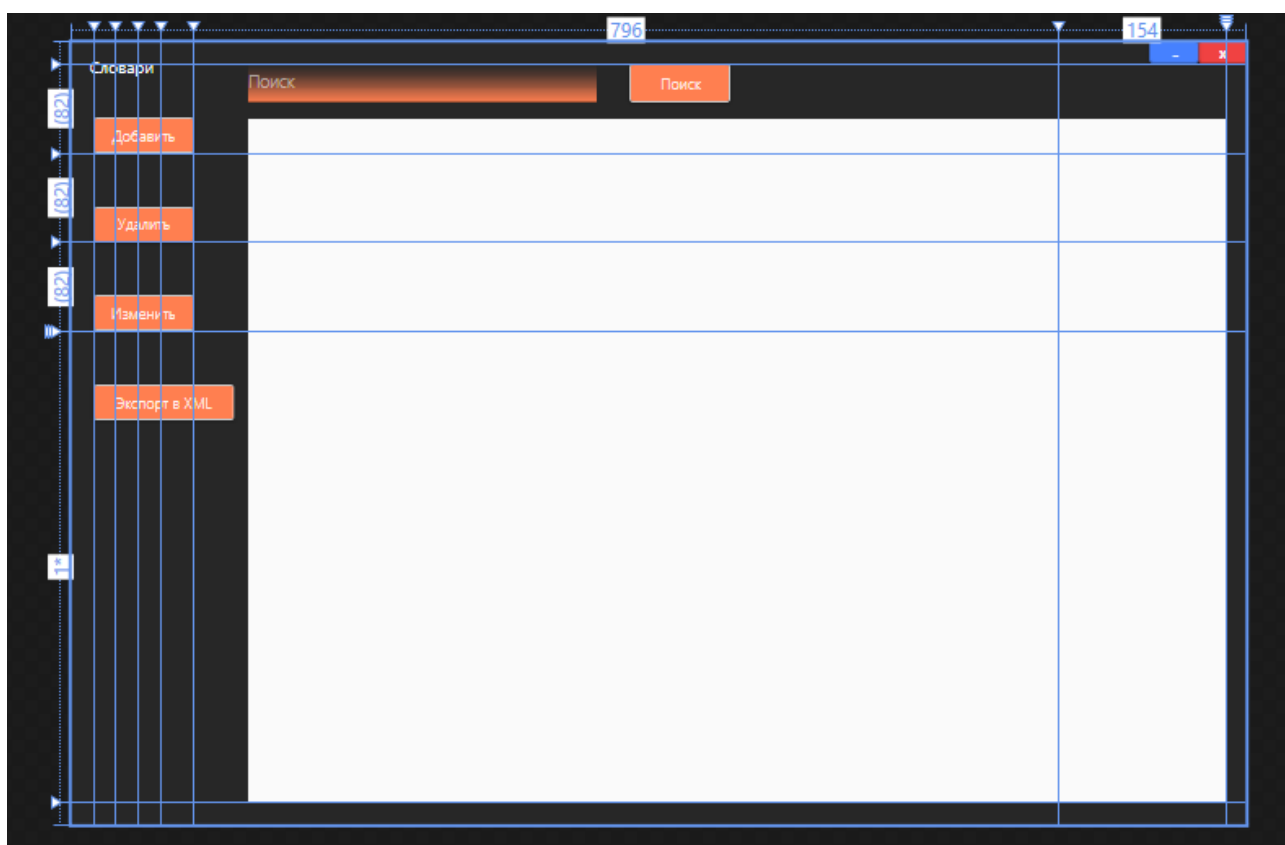 796
154
Словари
-
x
Поиск
Поиск
(82)
Добавить
(82)
Удалить
(82)
Изменить
Экспорт в XML
1*